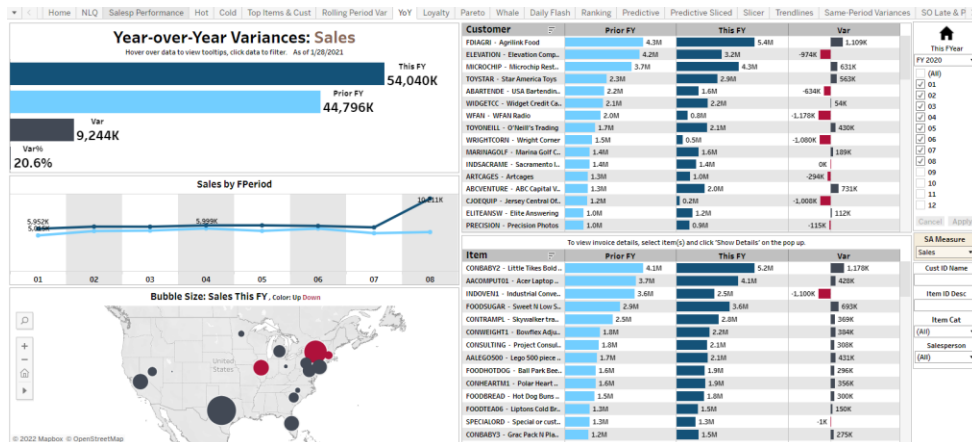 Home NLQ Salesp Performance Hot Cold Top Items & Cust Rolling Period Var YoY Loyalty Pareto Whale Daily Flash Ranking Predictive Predictive Sliced Slicer Trendlines Same-Period Variances SO Late & P
Year-over-Year Variances: Sales
Hover over data to view tooltips, click data to filter. As of 1/28/2021
This FY
54,040K
Prior FY
44,796K
Var
9,244K
Var%
20.6%
Sales by FPeriod
5,952K
5,999K
01 02 03 04 05 06 07 08
Bubble Size: Sales This FY, Color: Up Down
United States
© 2022 Mapbox © OpenStreetMap
Customer Prior FY This FY Var
FDIAGRI - Agrilink Food 4.3M 5.4M 1,109K
ELEVATION - Elevation Comp... 4.2M 3.2M -974K
MICROCHIP - Microchip Rest... 3.7M 4.3M 631K
TOYSTAR - Star America Toys 2.3M 2.9M 563K
ABARTENDE - USA Bartendin... 2.2M 1.6M -634K
WIDGETCC - Widget Credit Ca... 2.1M 2.2M 54K
WFAN - WFAN Radio 2.0M 0.8M -1,178K
TOYONEILL - O'Neill's Trading 1.7M 2.1M 430K
WRIGHTCORN - Wright Corner 1.5M 0.5M -1,080K
MARINAGOLF - Marina Golf C... 1.4M 1.6M 189K
INDSACRAME - Sacramento I... 1.4M 1.4M 0K
ARTCAGES - Artcages 1.3M 1.0M -294K
ABCVENTURE - ABC Capital V... 1.3M 2.0M 731K
CJOEQUIP - Jersey Central Of... 1.2M 0.2M -1,008K
ELITEANSW - Elite Answering 1.0M 1.2M 112K
PRECISION - Precision Photos 1.0M 0.9M -115K
To view invoice details, select item(s) and click 'Show Details' on the pop up.
Item Prior FY This FY Var
CONBABY2 - Little Tikes Bold... 4.1M 5.2M 1,178K
AACOMPUT01 - Acer Laptop ... 3.7M 4.1M 428K
INDOVEN1 - Industrial Conve... 3.6M 2.5M -1,100K
FOODSUGAR - Sweet N Low S... 2.9M 3.6M 693K
CONTRAMPL - Skywalker tra... 2.5M 2.8M 369K
CONWEIGHT1 - Bowflex Adju... 1.8M 2.2M 384K
CONSULTING - Project Consul... 1.8M 2.1M 308K
AALEGO500 - Lego 500 piece ... 1.7M 2.1M 431K
FOODHOTDOG - Ball Park Bee... 1.6M 1.9M 296K
CONHEARTM1 - Polar Heart ... 1.6M 1.9M 356K
FOODBREAD - Hot Dog Buns ... 1.5M 1.8M 300K
FOODTEA06 - Liptons Cold Br... 1.3M 1.5M 150K
SPECIALORD - Special or cust... 1.3M 1.3M -1K
CONBABY3 - Grac Pack N Pla... 1.2M 1.5M 275K
This FYear
FY 2020
(All)
01
02
03
04
05
06
07
08
09
10
11
12
Cancel Apply
SA Measure
Sales
Cust ID Name
Item ID Desc
Item Cat
(All)
Salesperson
(All)